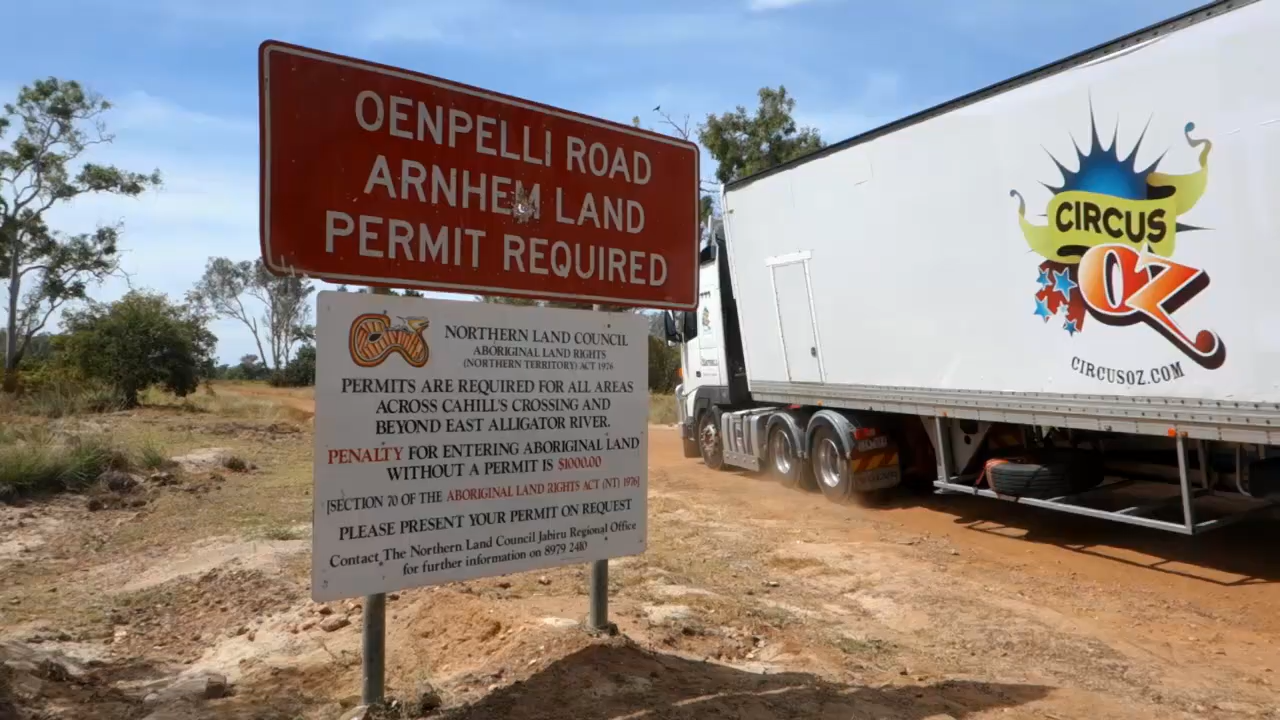 OENPELLI ROAD
ARNHEM LAND
PERMIT REQUIRED
NORTHERN LAND COUNCIL
ABORIGINAL LAND RIGHTS
(NORTHERN TERRITORY) ACT 1976
PERMITS ARE REQUIRED FOR ALL AREAS
ACROSS CAHILL'S CROSSING AND
BEYOND EAST ALLIGATOR RIVER.
PENALTY FOR ENTERING ABORIGINAL LAND
WITHOUT A PERMIT IS $1000.00
[SECTION 70 OF THE ABORIGINAL LAND RIGHTS ACT (NT) 1976]
PLEASE PRESENT YOUR PERMIT ON REQUEST
Contact The Northern Land Council Jabiru Regional Office
for further information on 8979 2410
CIRCUS
OZ
CIRCUSOZ.COM